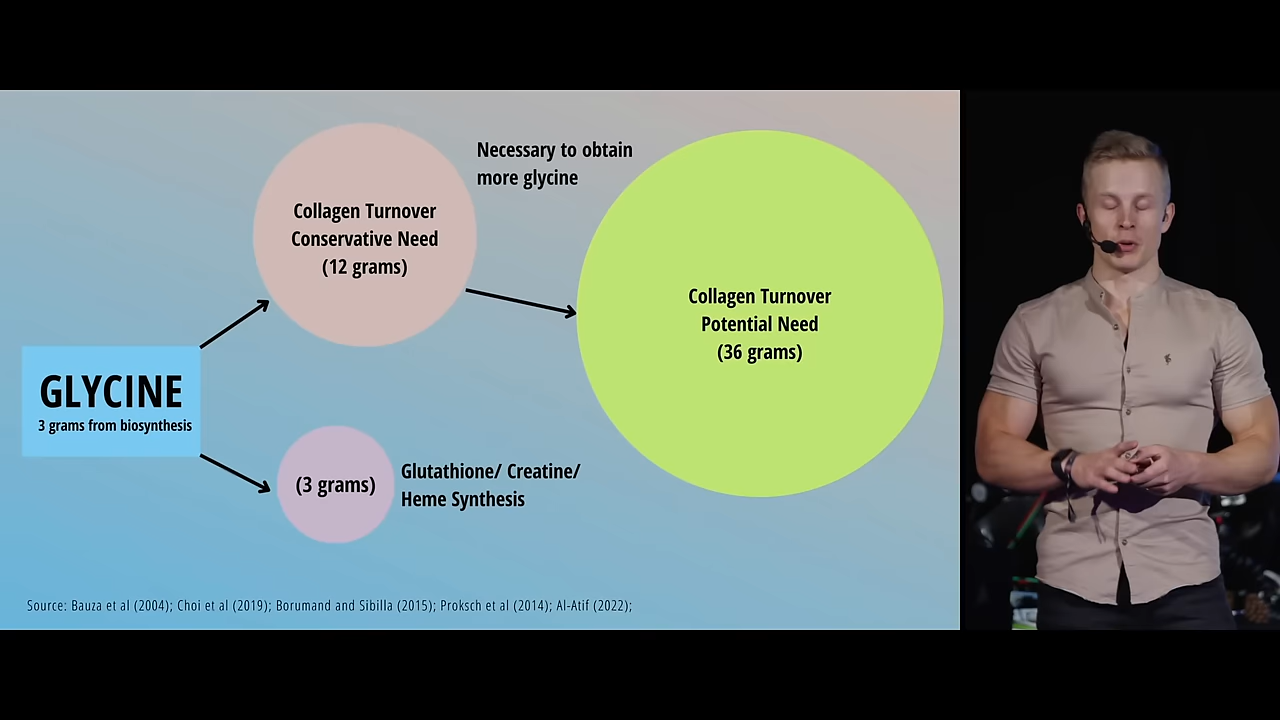 Necessary to obtain
more glycine
Collagen Turnover
Conservative Need
(12 grams)
Collagen Turnover
Potential Need
(36 grams)
GLYCINE
3 grams from biosynthesis
(3 grams)
Glutathione/ Creatine/
Heme Synthesis
Source: Bauza et al (2004); Choi et al (2019); Borumand and Sibilla (2015); Proksch et al (2014); Al-Atif (2022);